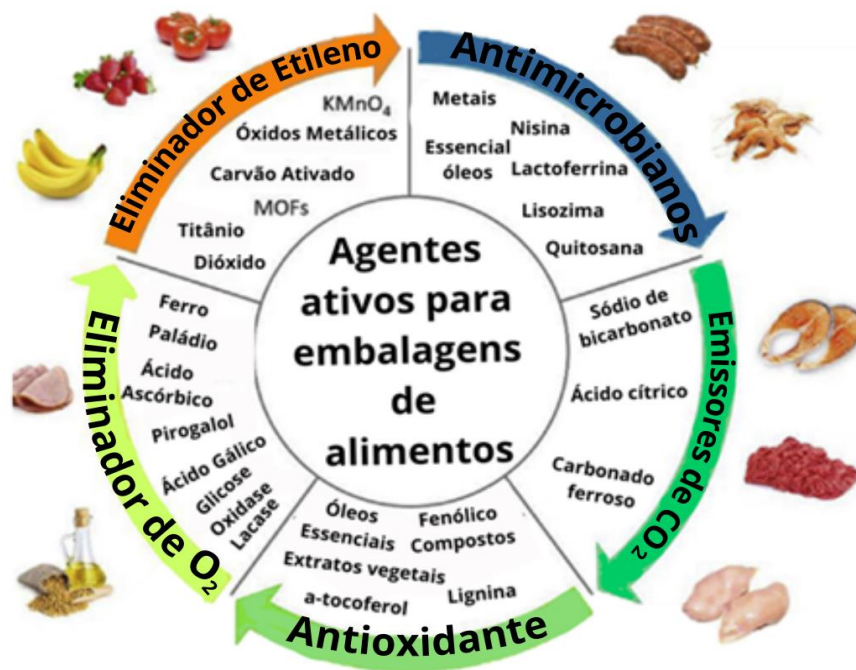 Agentes
ativos para
embalagens
de
alimentos
Antimicrobianos
Metais
Nisina
Essencial
óleos
Lactoferrina
Lisozima
Quitosana
Emissores de CO₂
Sódio de
bicarbonato
Ácido cítrico
Carbonado
ferroso
Antioxidante
Óleos
Essenciais
Fenólico
Compostos
Extratos vegetais
a-tocoferol
Lignina
Eliminador de O₂
Ferro
Paládio
Ácido
Ascórbico
Pirogalol
Ácido Gálico
Glicose
Oxidase
Lacase
Eliminador de Etileno
KMnO₄
Óxidos Metálicos
Carvão Ativado
MOFs
Titânio
Dióxido